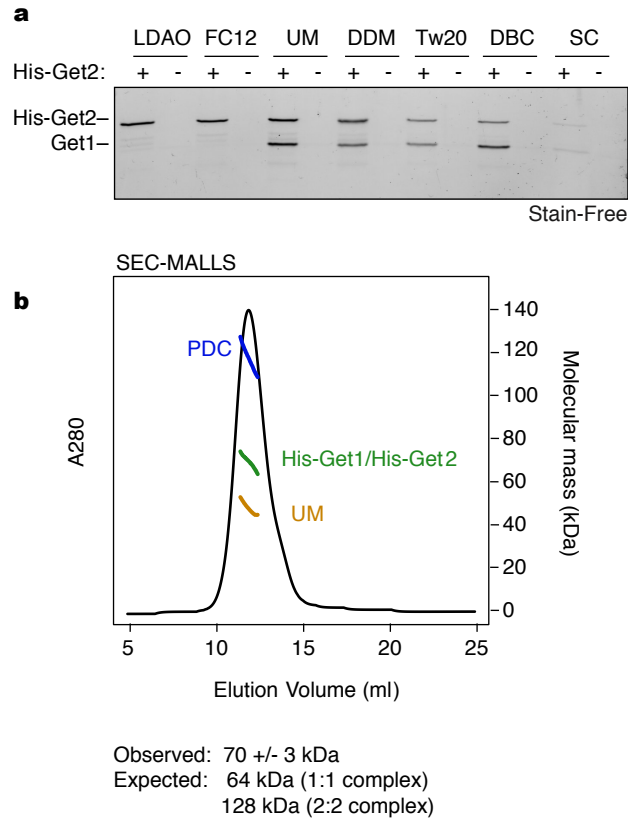 a
LDAO FC12 UM DDM Tw20 DBC SC
His-Get2: + - + - + - + - + - + - + -
His-Get2–
Get1–
Stain-Free
b
SEC-MALLS
140
PDC
120
100
80
His-Get1/His-Get2
60
UM
40
20
0
A280
Molecular mass (kDa)
5 10 15 20 25
Elution Volume (ml)
Observed: 70 +/- 3 kDa
Expected: 64 kDa (1:1 complex)
128 kDa (2:2 complex)